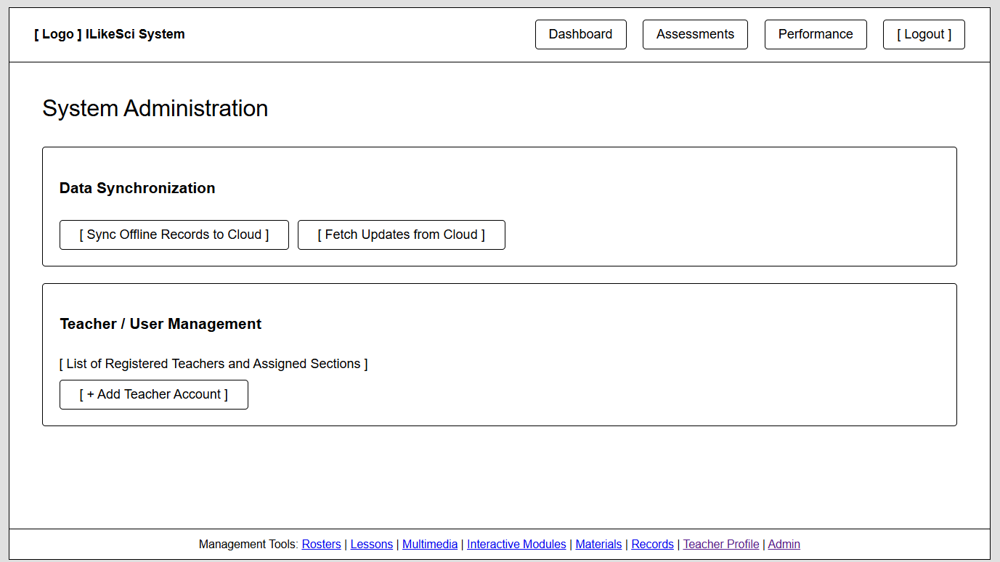 [ Logo ] ILikeSci System
Dashboard
Assessments
Performance
[ Logout ]
System Administration
Data Synchronization
[ Sync Offline Records to Cloud ]
[ Fetch Updates from Cloud ]
Teacher / User Management
[ List of Registered Teachers and Assigned Sections ]
[ + Add Teacher Account ]
Management Tools: Rosters | Lessons | Multimedia | Interactive Modules | Materials | Records | Teacher Profile | Admin